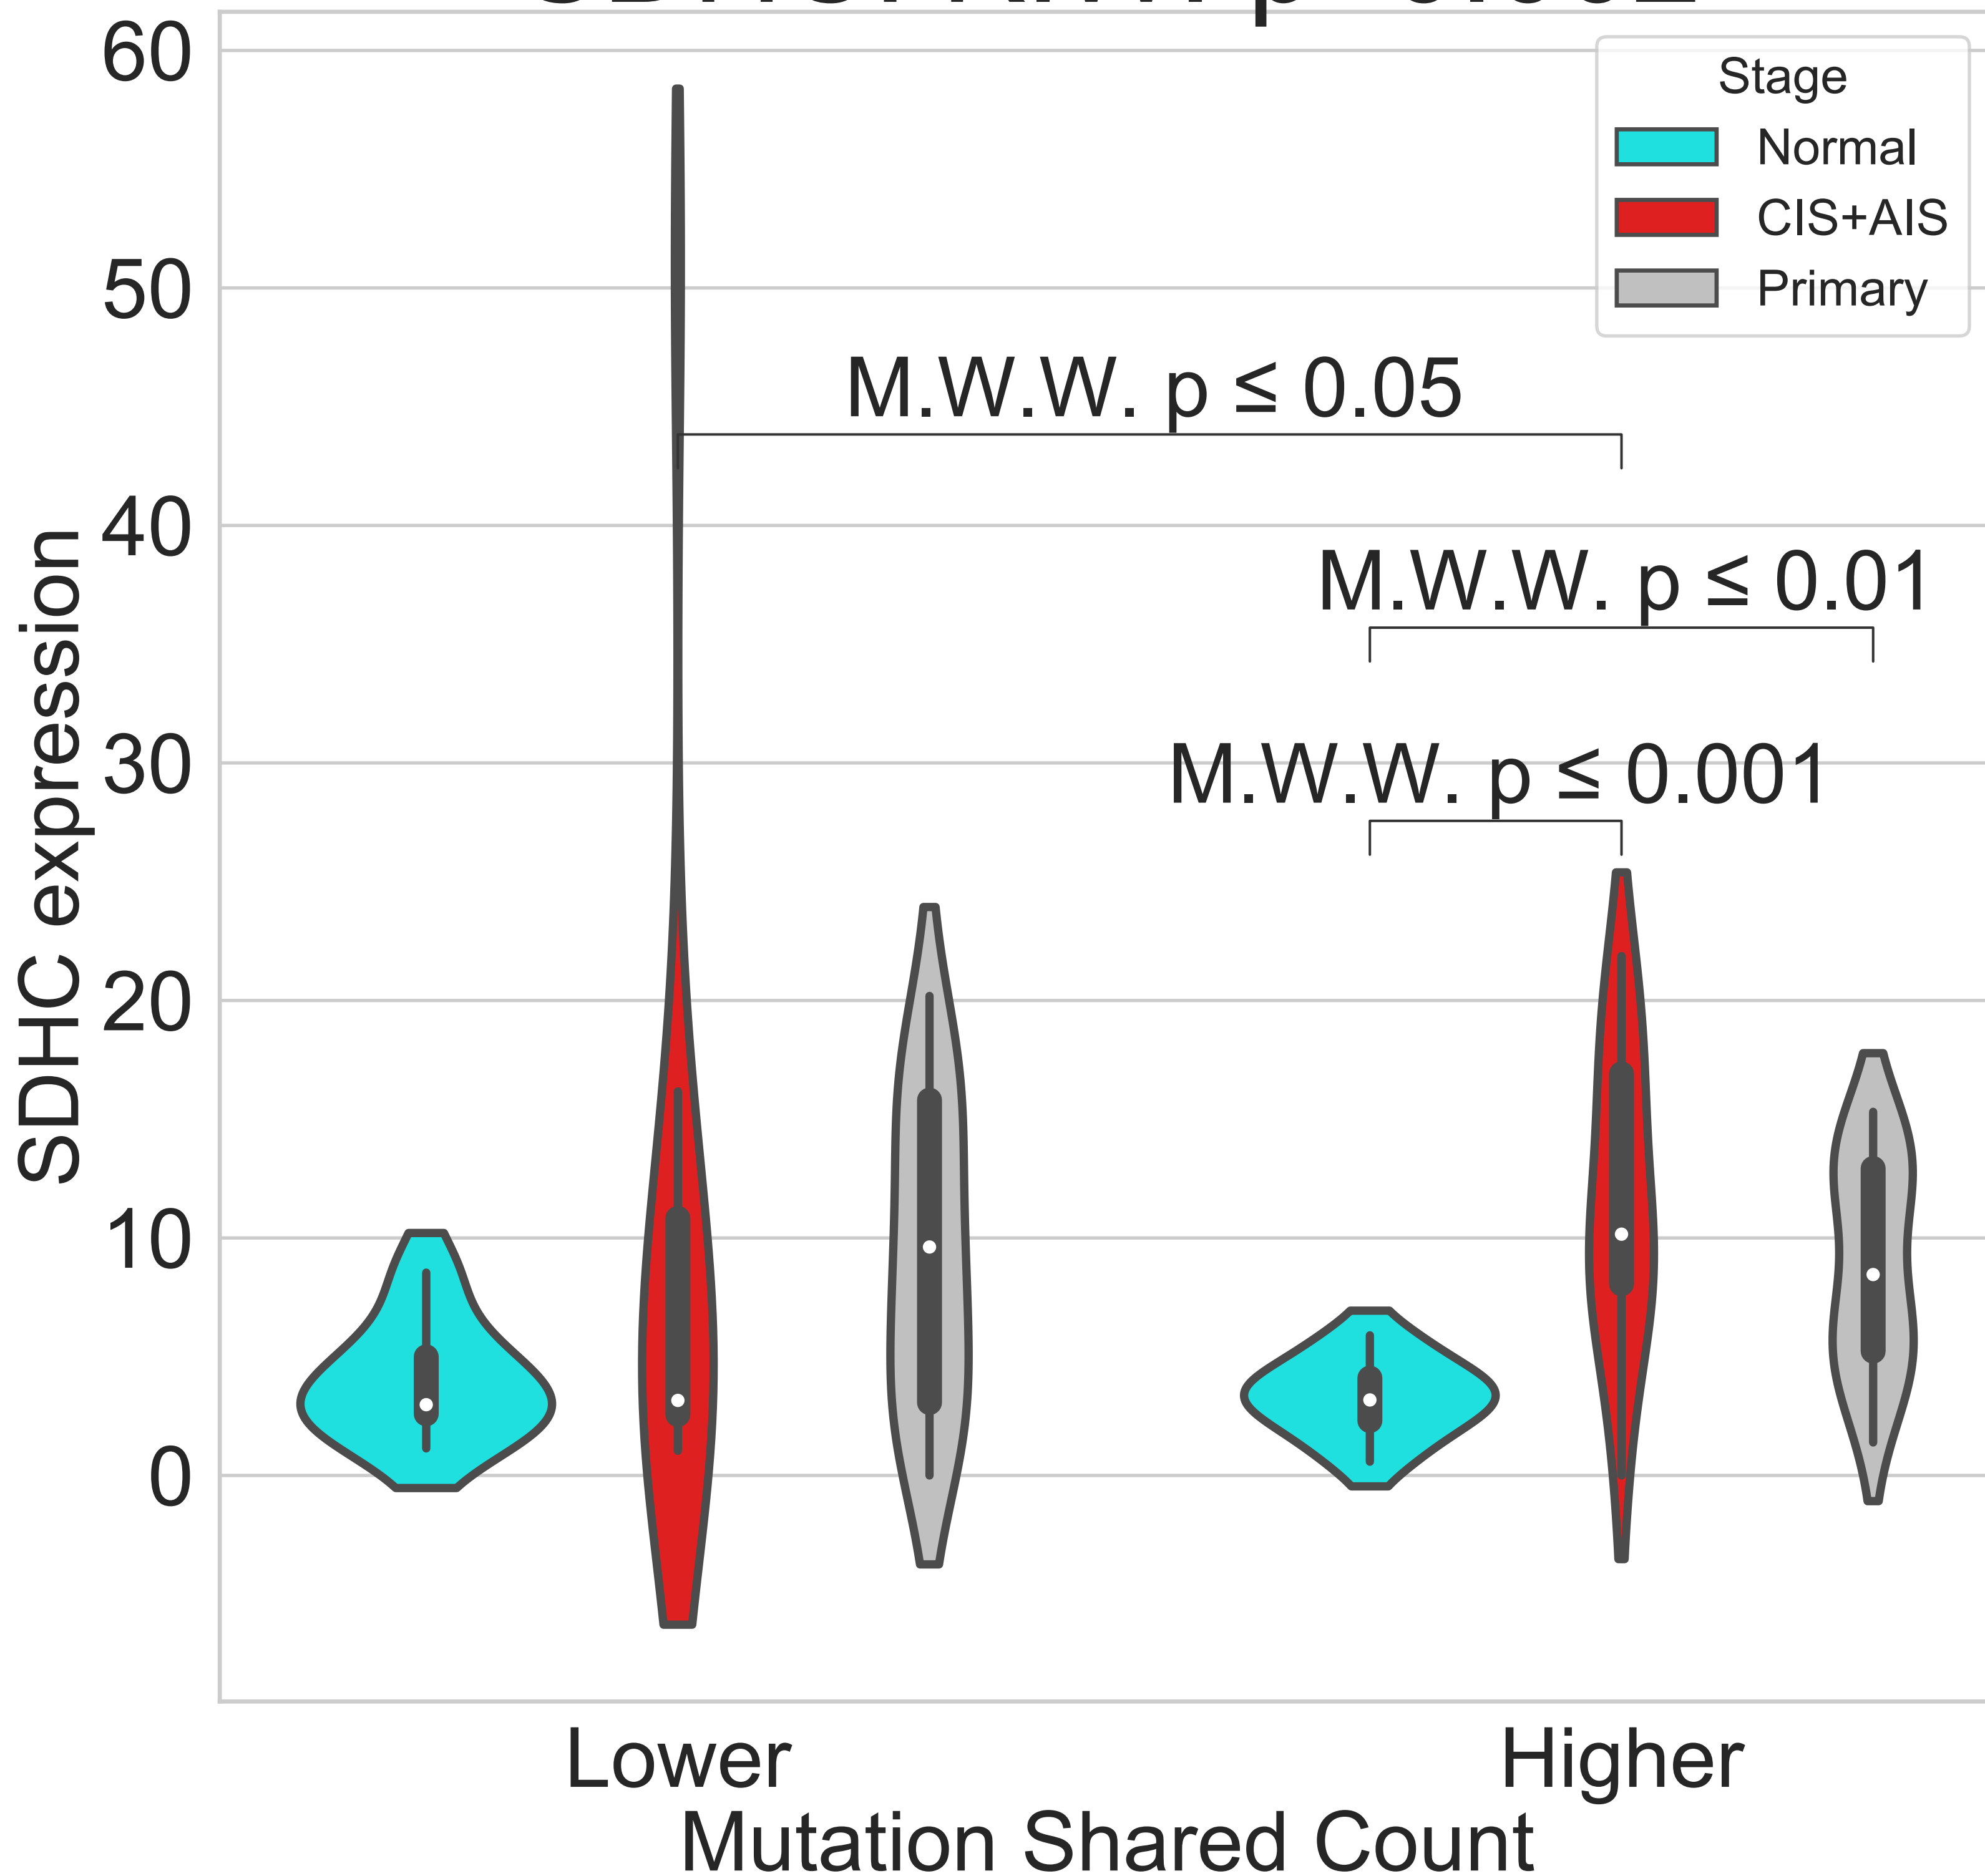 60
50
40
30
20
10
0
SDHC expression
Stage
Normal
CIS+AIS
Primary
M.W.W. p ≤ 0.05
M.W.W. p ≤ 0.01
M.W.W. p ≤ 0.001
Lower
Higher
Mutation Shared Count